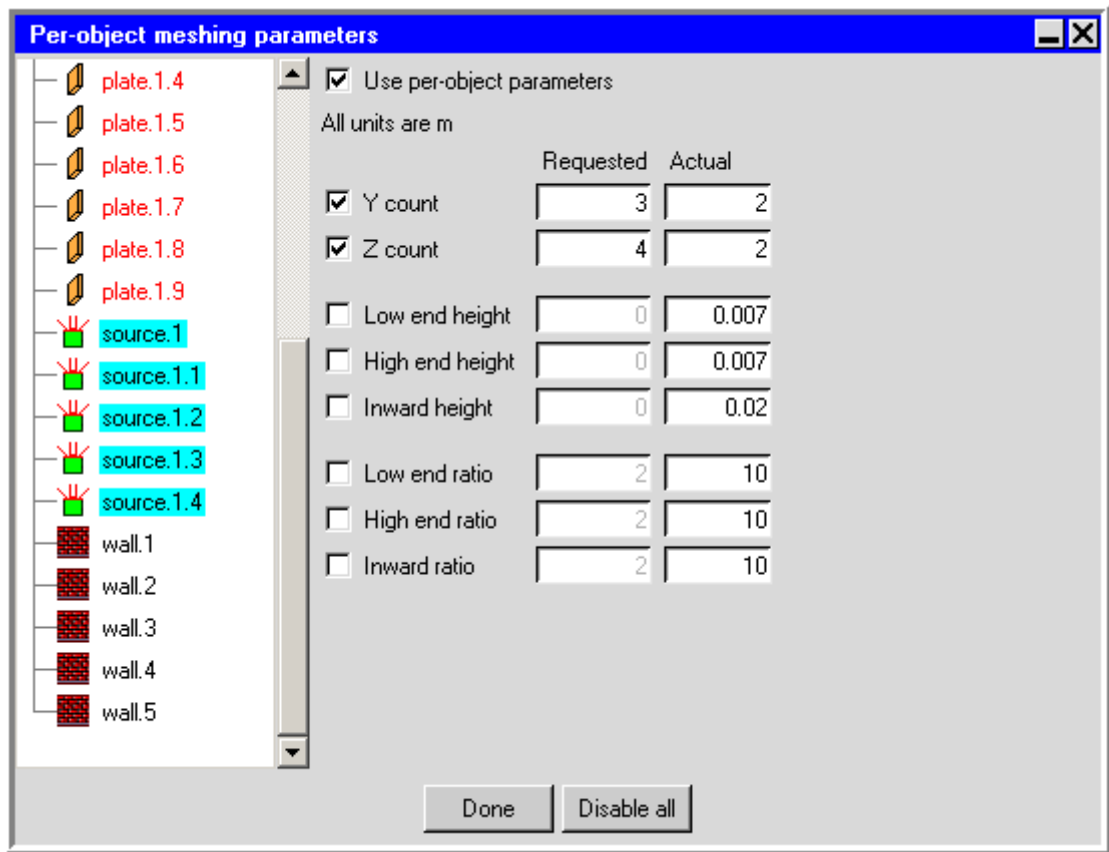 Per-object meshing parameters
plate.1.4
plate.1.5
plate.1.6
plate.1.7
plate.1.8
plate.1.9
source.1
source.1.1
source.1.2
source.1.3
source.1.4
wall.1
wall.2
wall.3
wall.4
wall.5
Use per-object parameters
All units are m
Requested Actual
Y count 3 2
Z count 4 2
Low end height 0 0.007
High end height 0 0.007
Inward height 0 0.02
Low end ratio 2 10
High end ratio 2 10
Inward ratio 2 10
Done Disable all